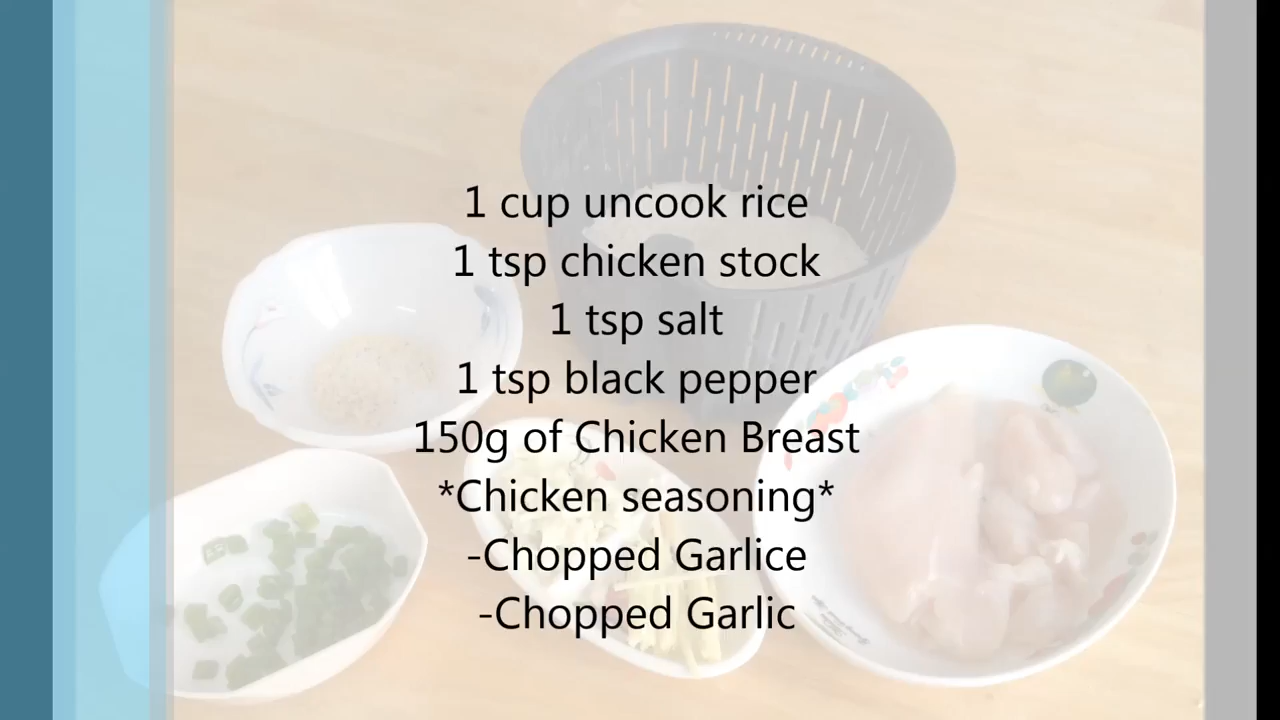 1 cup uncook rice
1 tsp chicken stock
1 tsp salt
1 tsp black pepper
150g of Chicken Breast
*Chicken seasoning*
-Chopped Garlice
-Chopped Garlic